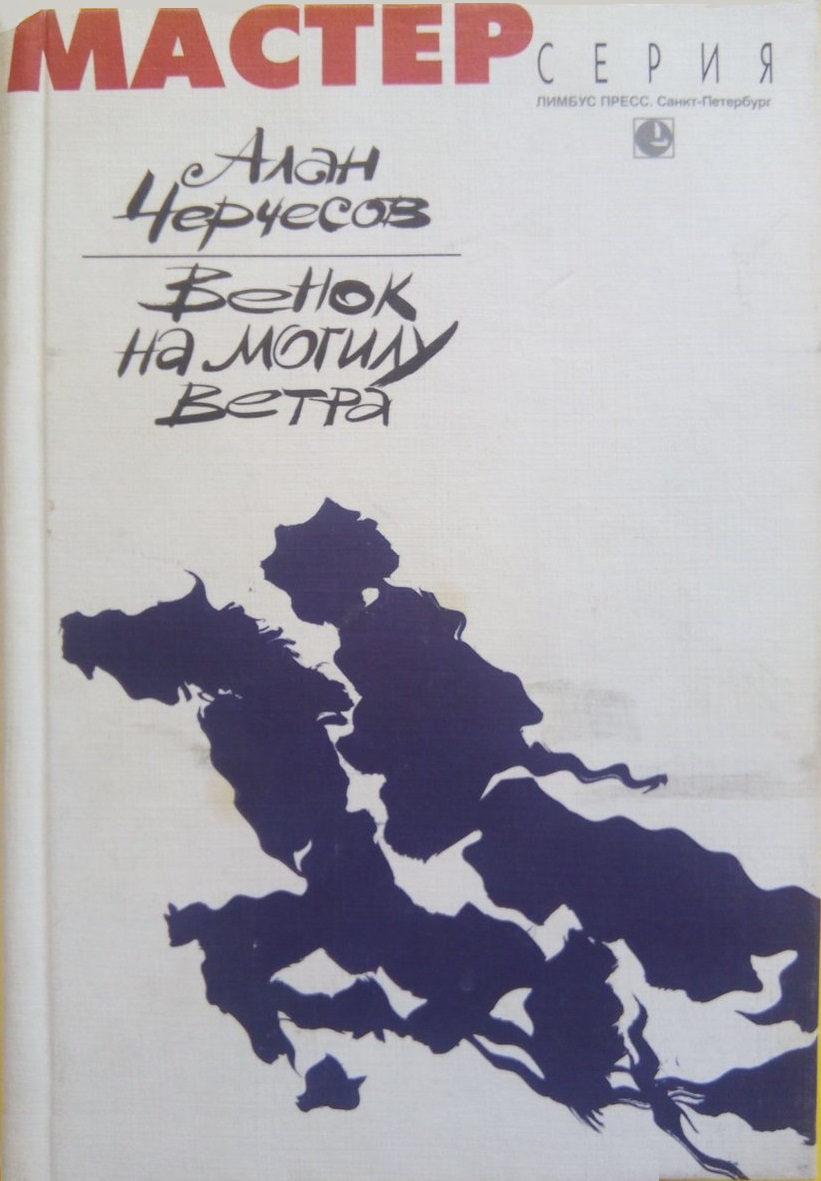 МАСТЕР СЕРИЯ
ЛИМБУС ПРЕСС. Санкт-Петербург
Алан
Черчесов
Венок
на могилу
ветра